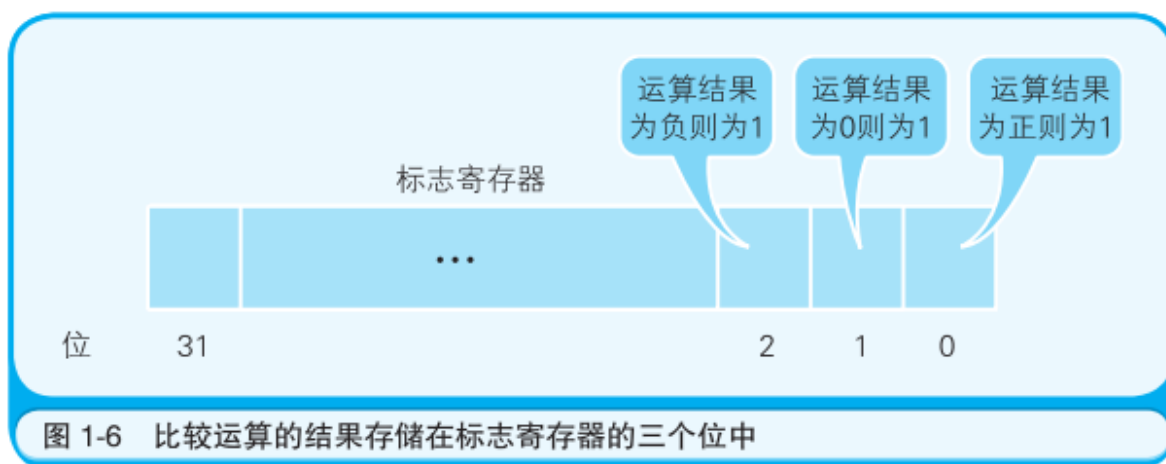 运算结果
为负则为1
运算结果
为0则为1
运算结果
为正则为1
标志寄存器
...
位 31 2 1 0
图 1-6 比较运算的结果存储在标志寄存器的三个位中